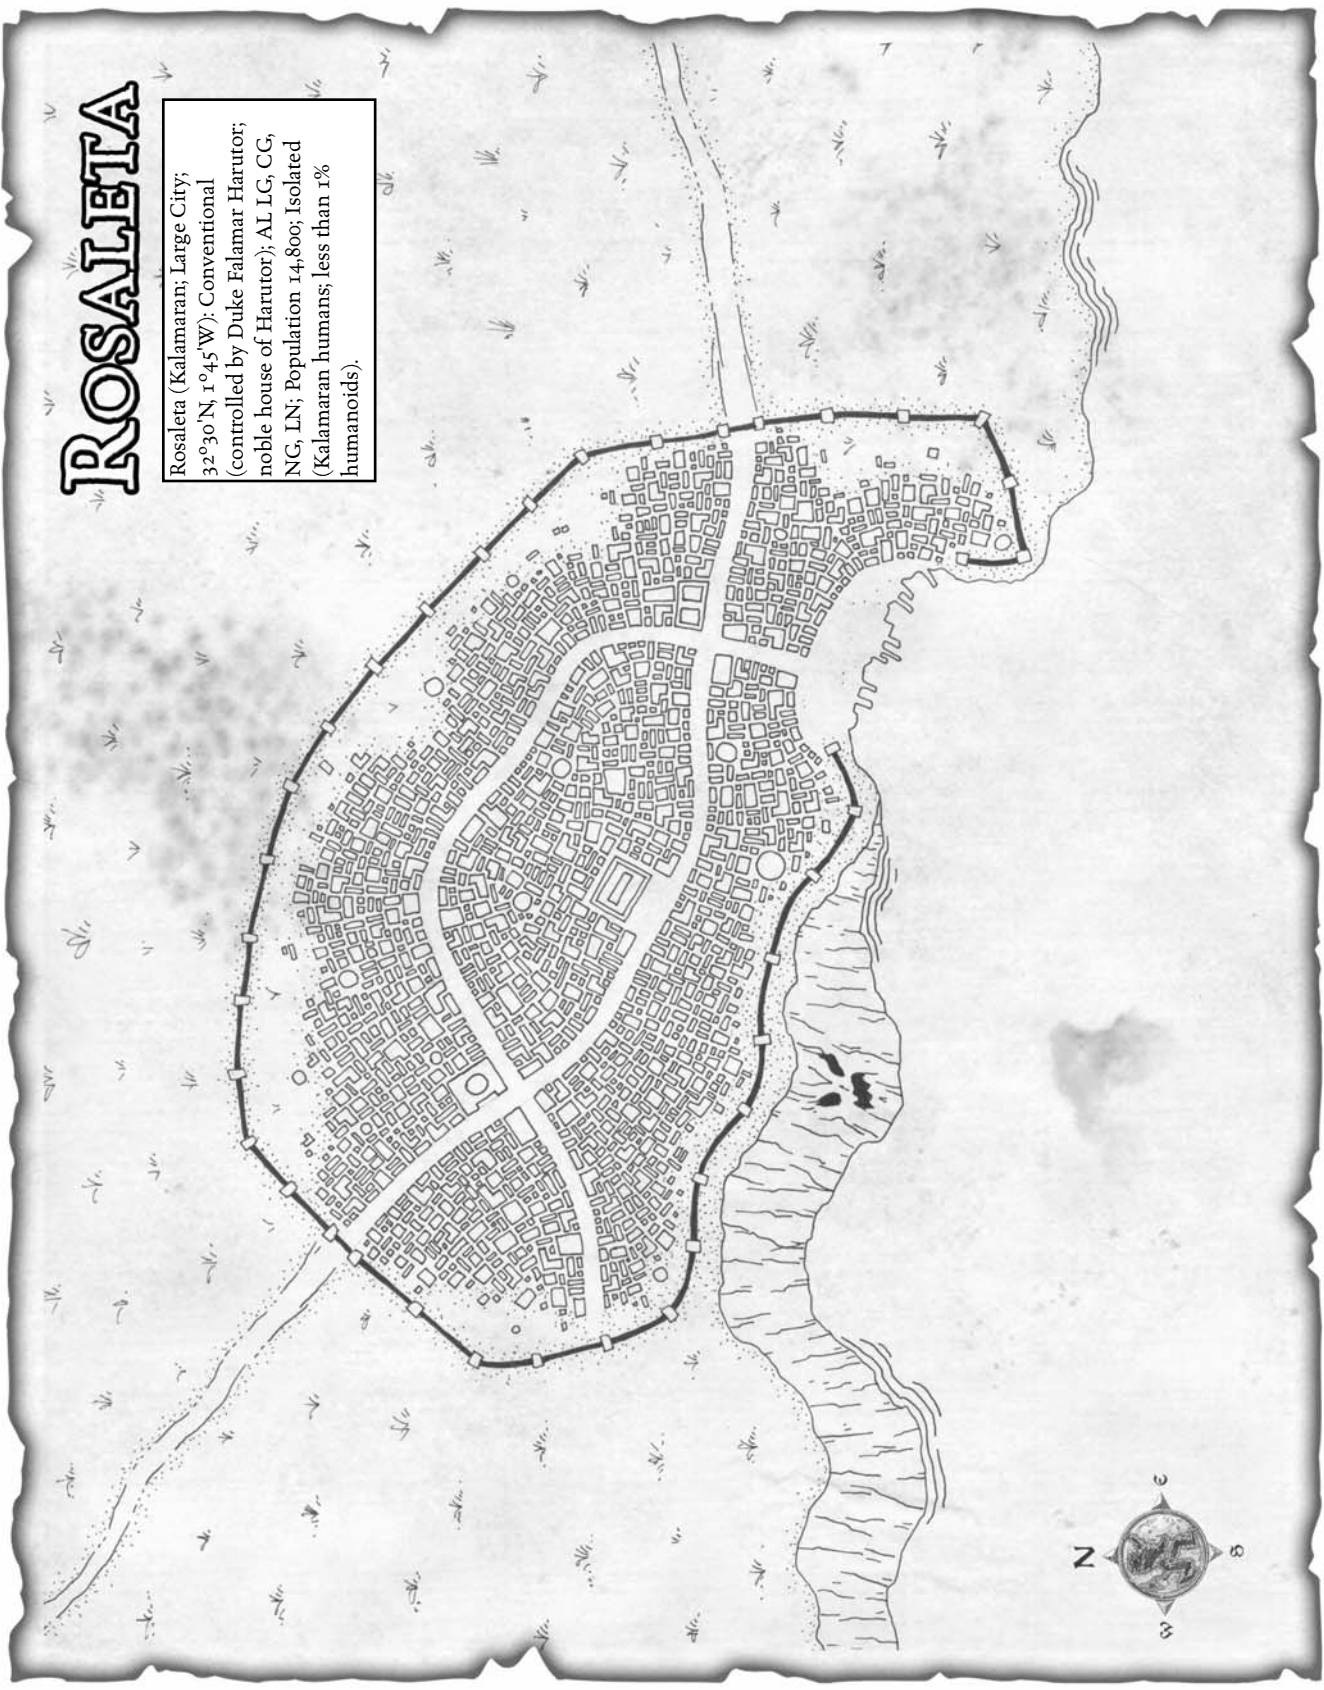 ROSALETA
Rosaleta (Kalamaran; Large City;
32°30'N, 1°45'W): Conventional
(controlled by Duke Falamar Harutor;
noble house of Harutor); AL LG, CG,
NG, LN; Population 14,800; Isolated
(Kalamaran humans; less than 1%
humanoids).
N
W
E
S